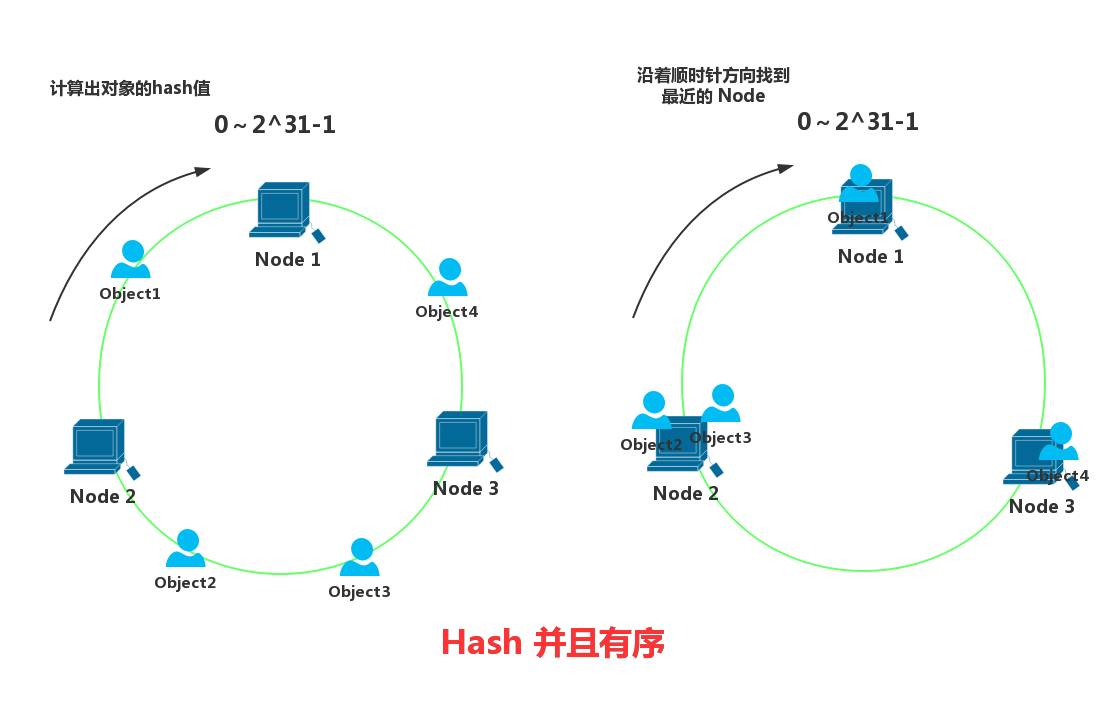 计算出对象的hash值
0～2^31-1
Node 1
Object1
Object4
Node 2
Node 3
Object2
Object3
沿着顺时针方向找到
最近的 Node
0～2^31-1
Object1
Node 1
Object2
Object3
Node 2
Object4
Node 3
Hash 并且有序